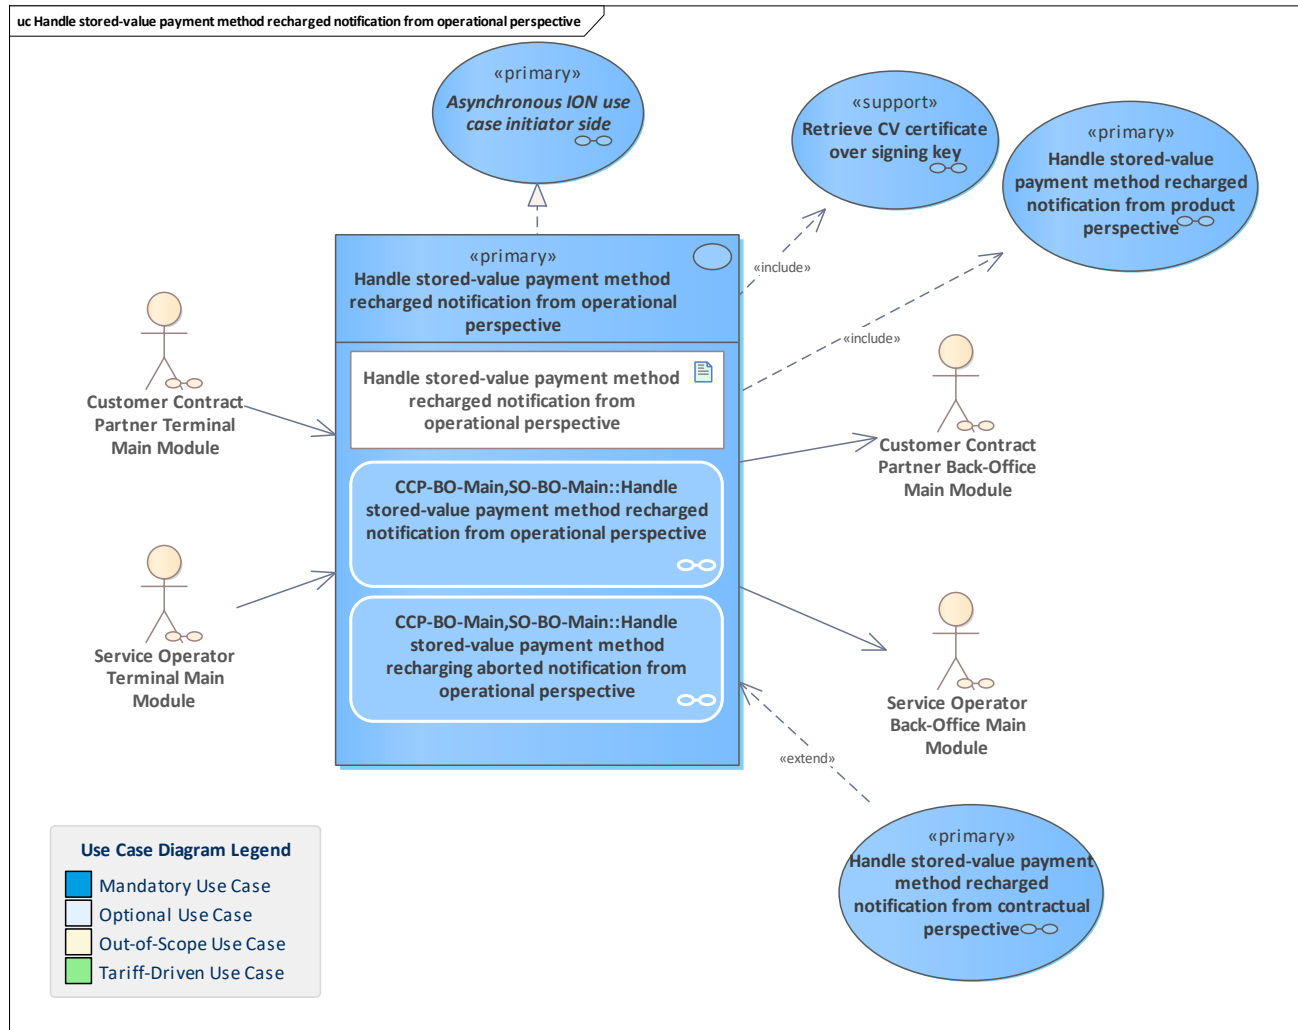 uc Handle stored-value payment method recharged notification from operational perspective
«primary»
Asynchronous ION use
case initiator side
«support»
Retrieve CV certificate
over signing key
«primary»
Handle stored-value
payment method recharged
notification from product
perspective
«include»
«include»
«primary»
Handle stored-value payment method
recharged notification from operational
perspective
Handle stored-value payment method
recharged notification from
operational perspective
CCP-BO-Main,SO-BO-Main::Handle
stored-value payment method recharged
notification from operational perspective
CCP-BO-Main,SO-BO-Main::Handle
stored-value payment method
recharging aborted notification from
operational perspective
Customer Contract
Partner Terminal
Main Module
Service Operator
Terminal Main
Module
Customer Contract
Partner Back-Office
Main Module
Service Operator
Back-Office Main
Module
«extend»
«primary»
Handle stored-value payment
method recharged
notification from contractual
perspective
Use Case Diagram Legend
Mandatory Use Case
Optional Use Case
Out-of-Scope Use Case
Tariff-Driven Use Case